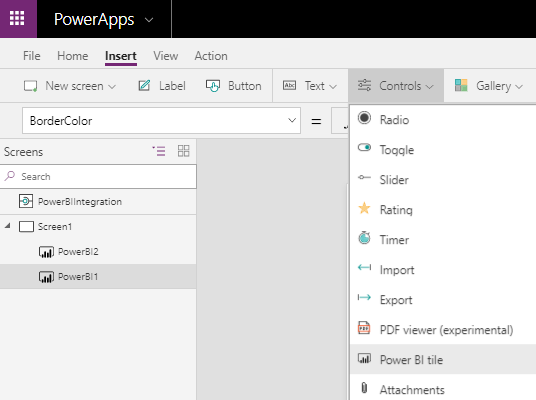 PowerApps
File Home Insert View Action
New screen Label Button Text Controls Gallery
BorderColor =
Screens
Search
PowerBIIntegration
Screen1
PowerBI2
PowerBI1
Radio
Toggle
Slider
Rating
Timer
Import
Export
PDF viewer (experimental)
Power BI tile
Attachments